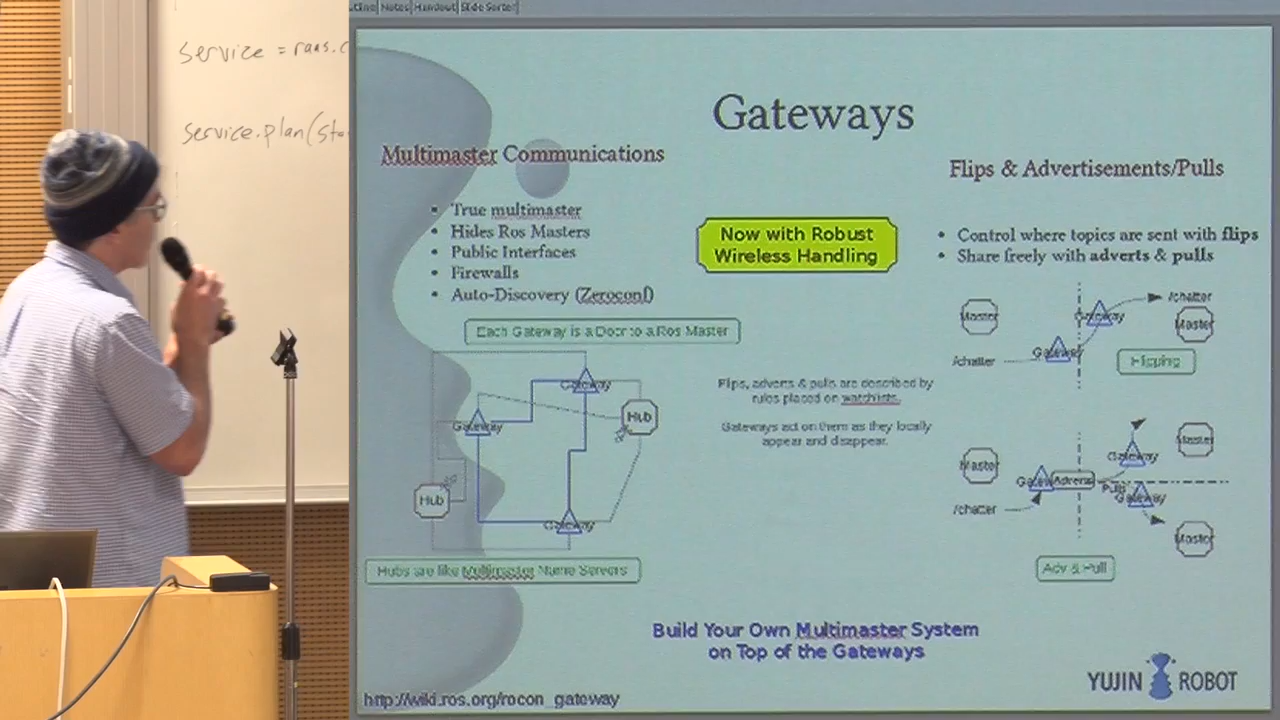 Notes Handout Slide Sorter
service =
service.plan(
Gateways
Multimaster Communications
• True multimaster
• Hides Ros Masters
• Public Interfaces
• Firewalls
• Auto-Discovery (Zeroconf)
Each Gateway is a Door to a Ros Master
Gateway
Gateway
Hub
Hub
Gateway
Hubs are like Multimaster Name Servers
Now with Robust
Wireless Handling
Flips, adverts & pulls are described by
rules placed on watchlists.
Gateways act on them as they locally
appear and disappear.
Flips & Advertisements/Pulls
• Control where topics are sent with flips
• Share freely with adverts & pulls
/chatter
Master
Gateway
Master
Gateway
/chatter
Flipping
Master
Gateway
Master
Gateway
Adverts
Pulls
Gateway
/chatter
Master
Adv & Pull
Build Your Own Multimaster System
on Top of the Gateways
YUJIN ROBOT
http://wiki.ros.org/rocon_gateway